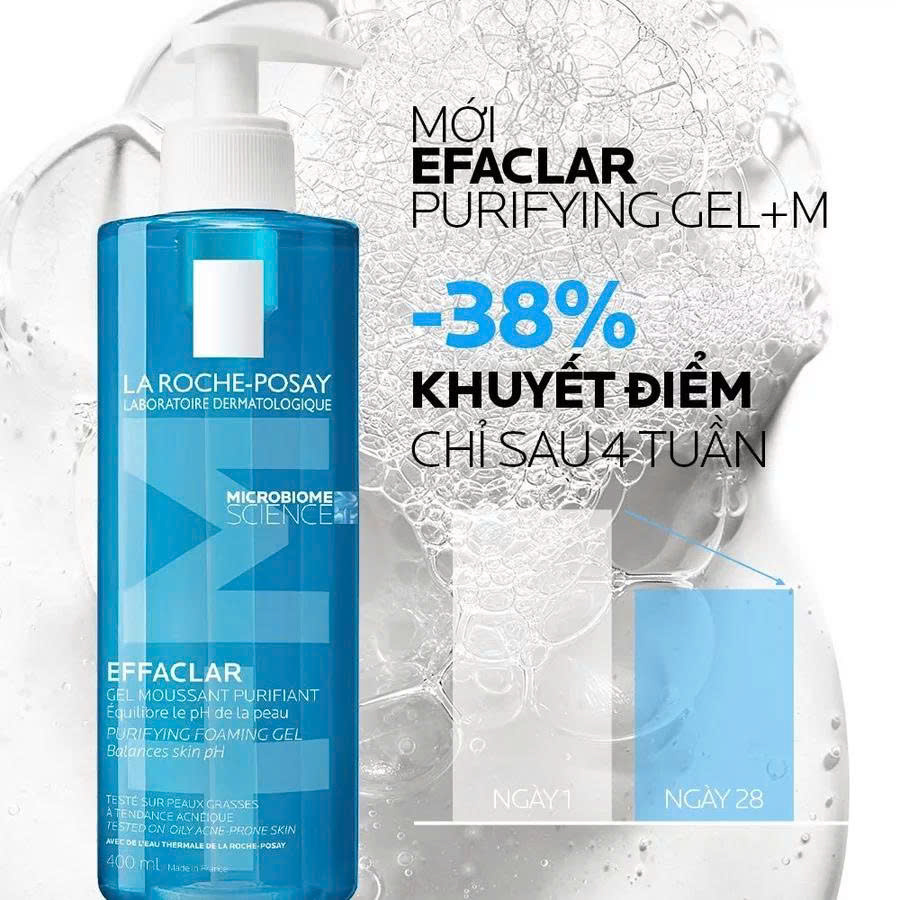 MỚI
EFACLAR
PURIFYING GEL+M
-38%
KHUYẾT ĐIỂM
CHỈ SAU 4 TUẦN
NGÀY 1
NGÀY 28
LA ROCHE-POSAY
LABORATOIRE DERMATOLOGIQUE
MICROBIOME
SCIENCE
EFFACLAR
GEL MOUSSANT PURIFIANT
Équilibre le pH de la peau
PURIFYING FOAMING GEL
Balances skin pH
TESTÉ SUR PEAUX GRASSES
À TENDANCE ACNÉIQUE
TESTED ON OILY ACNE-PRONE SKIN
AVEC DE L'EAU THERMALE DE LA ROCHE-POSAY
400 ml Made in France